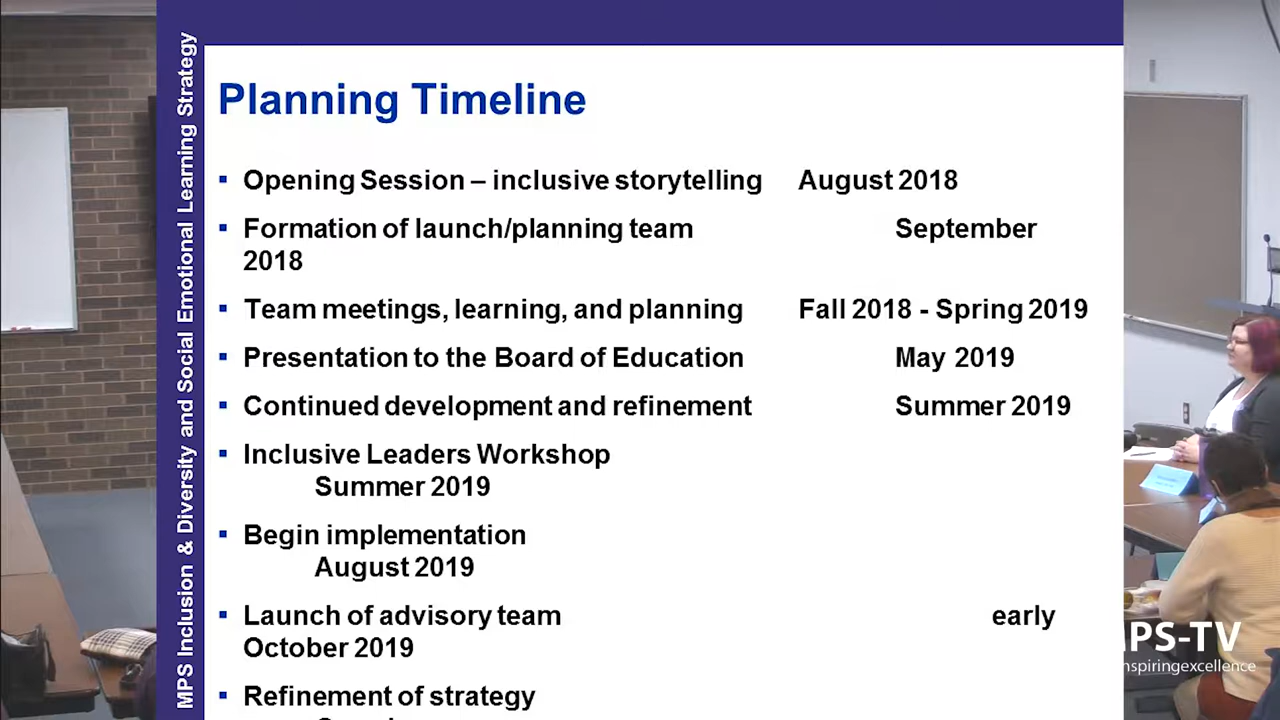 MPS Inclusion & Diversity and Social Emotional Learning Strategy
Planning Timeline
▪ Opening Session – inclusive storytelling August 2018
▪ Formation of launch/planning team September
2018
▪ Team meetings, learning, and planning Fall 2018 - Spring 2019
▪ Presentation to the Board of Education May 2019
▪ Continued development and refinement Summer 2019
▪ Inclusive Leaders Workshop
Summer 2019
▪ Begin implementation
August 2019
▪ Launch of advisory team early
October 2019
▪ Refinement of strategy
MPS-TV
inspiringexcellence